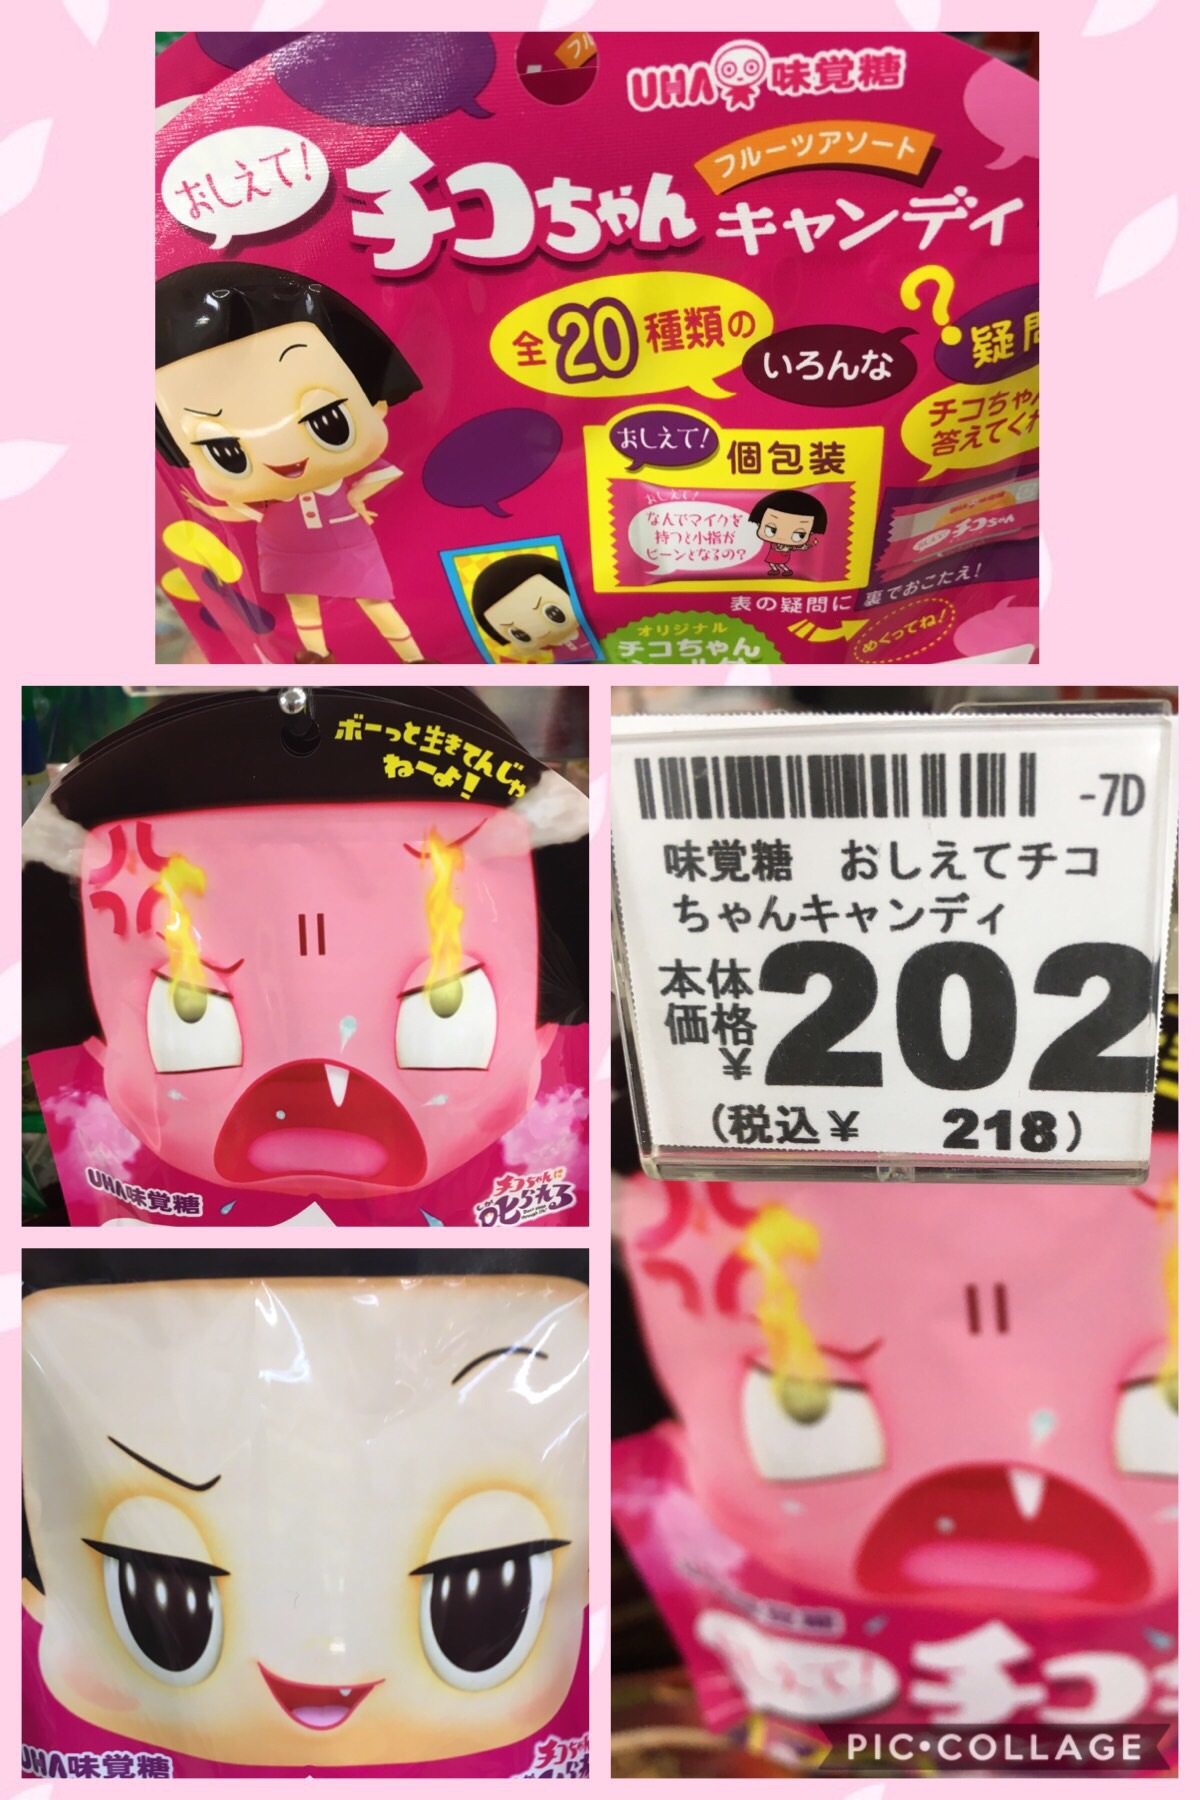 UHA味覚糖
おしえて!
チコちゃん
フルーツアソート
キャンディ
全20種類の
いろんな
?
チコちゃ
答えてくれ
おしえて!
個包装
おしえて!
なんでマイクを
持つと小指が
ピーンとなるの?
表の疑問に
裏でおこたえ!
めくってね!
オリジナル
チコちゃん
ボーっと生きてんじゃ
ねーよ!
UHA味覚糖
チコちゃんに
叱られる
-7D
味覚糖 おしえてチコ
ちゃんキャンディ
本体
価格
¥202
(税込¥ 218)
UHA味覚糖
チコちゃん
チコ
PIC•COLLAGE